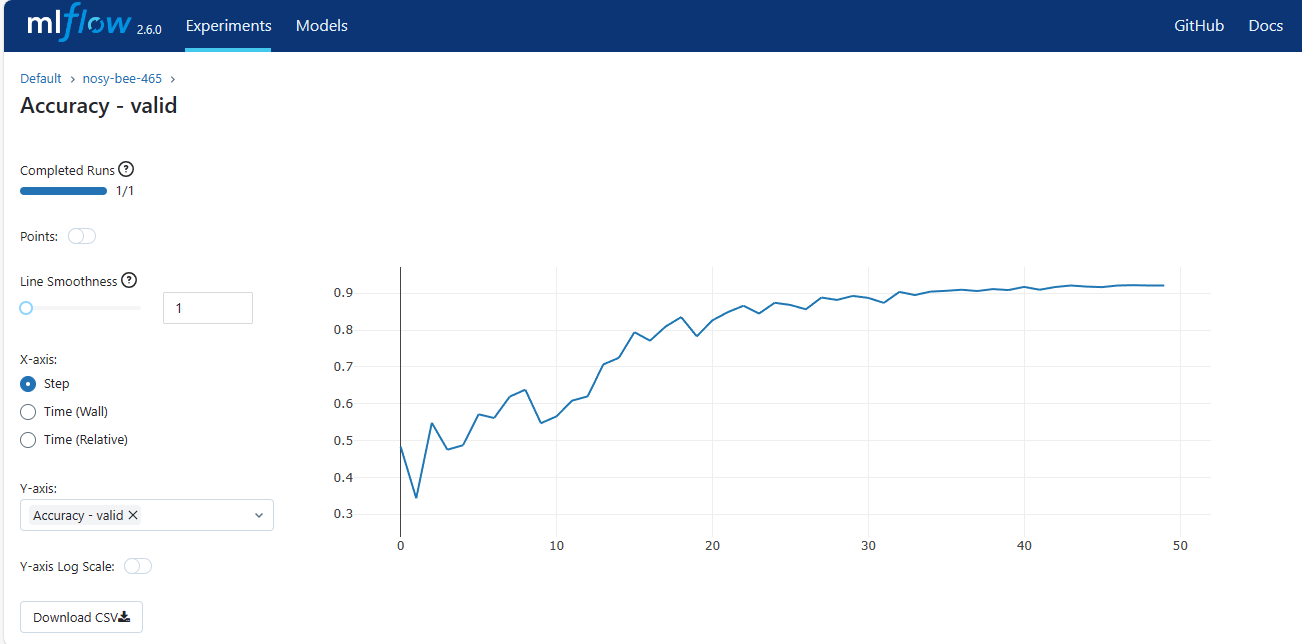 mlflow 2.6.0 Experiments Models GitHub Docs
Default › nosy-bee-465 ›
Accuracy - valid
Completed Runs ?
1/1
Points:
Line Smoothness ?
1
X-axis:
Step
Time (Wall)
Time (Relative)
Y-axis:
Accuracy - valid ×
Y-axis Log Scale:
Download CSV
0.9
0.8
0.7
0.6
0.5
0.4
0.3
0 10 20 30 40 50